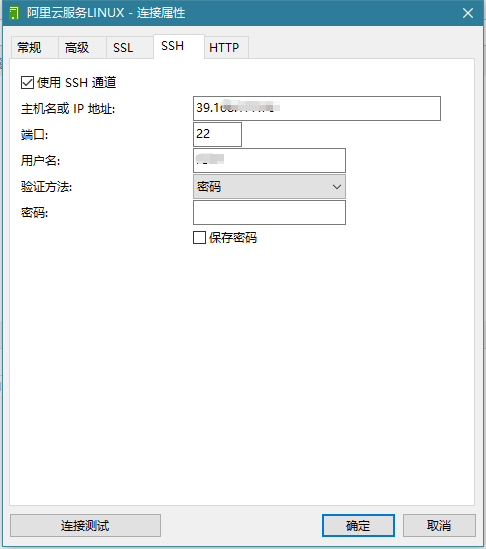 阿里云服务LINUX - 连接属性
常规 高级 SSL SSH HTTP
使用 SSH 通道
主机名或 IP 地址: 39.16
端口: 22
用户名:
验证方法: 密码
密码:
保存密码
连接测试 确定 取消